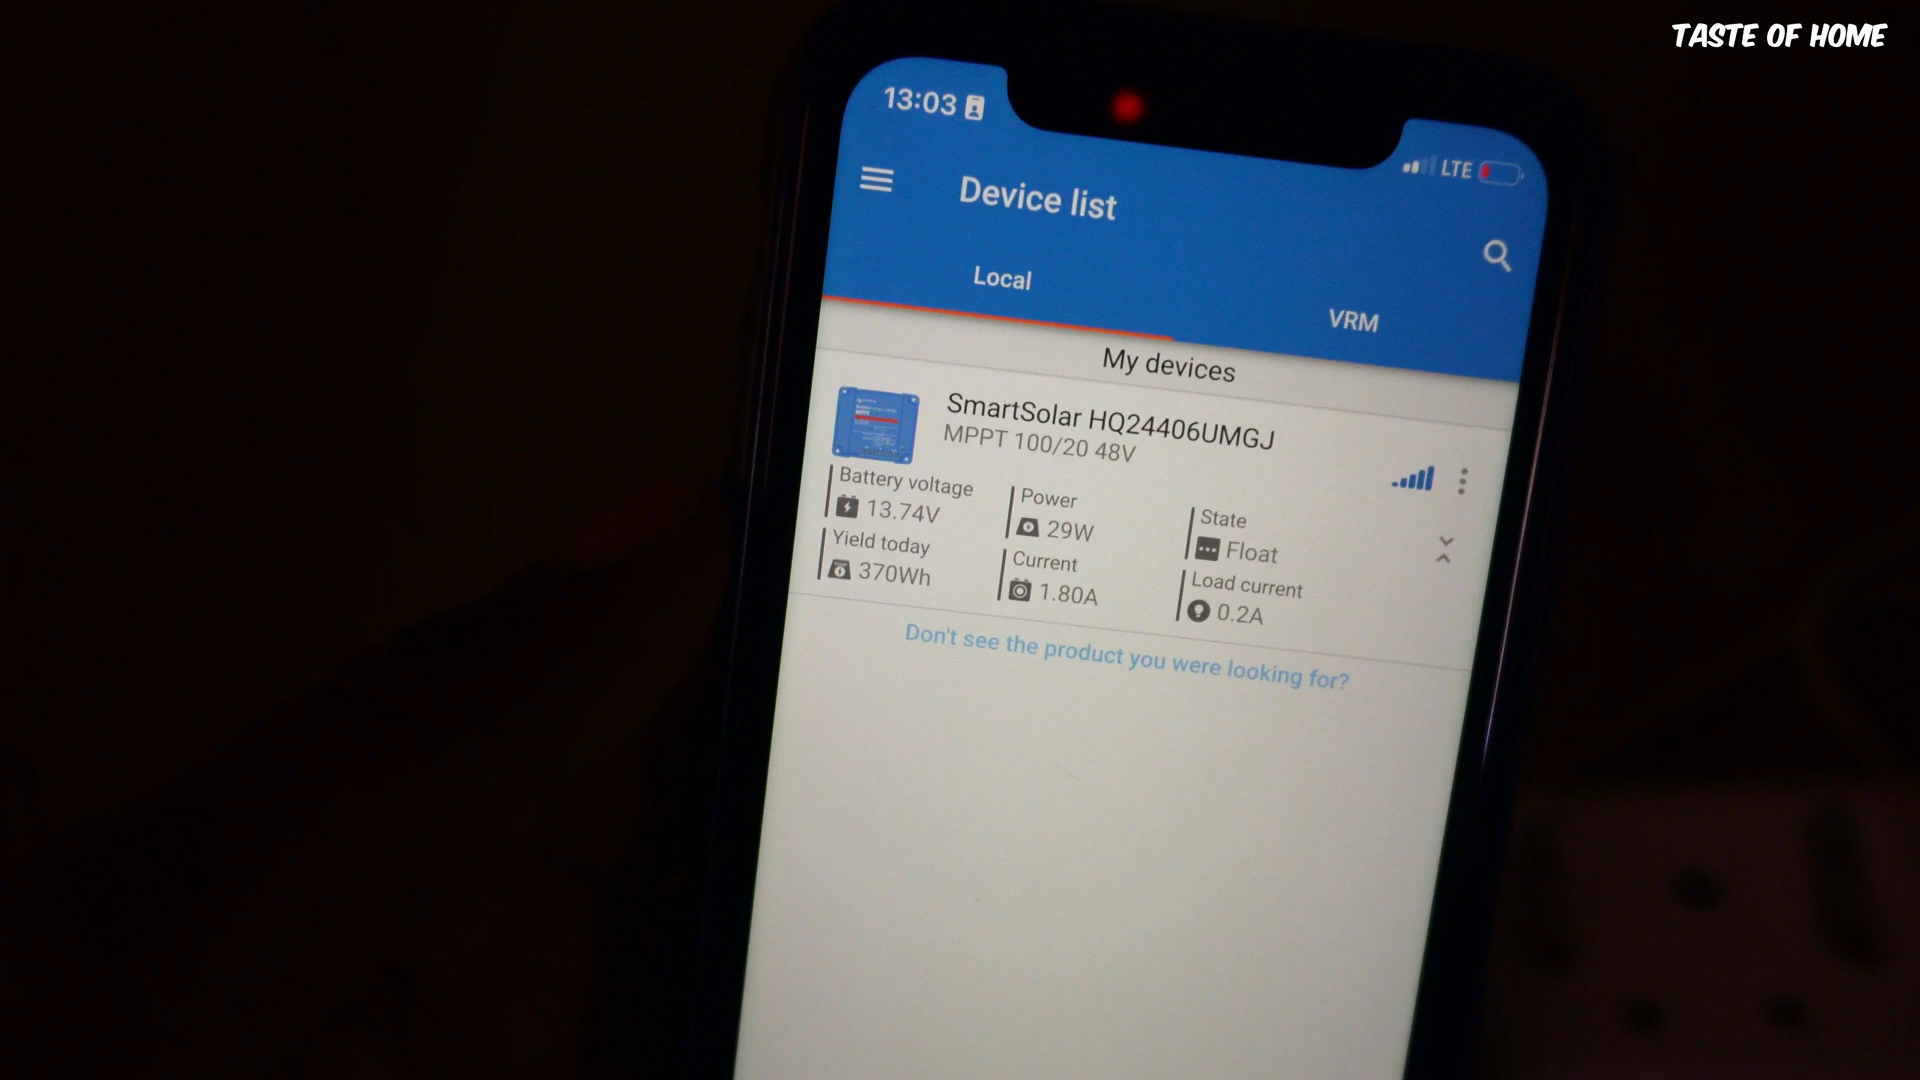 TASTE OF HOME
13:03
LTE
Device list
Local
VRM
My devices
SmartSolar HQ24406UMGJ
MPPT 100/20 48V
Battery voltage
13.74V
Power
29W
State
Float
Yield today
370Wh
Current
1.80A
Load current
0.2A
Don't see the product you were looking for?